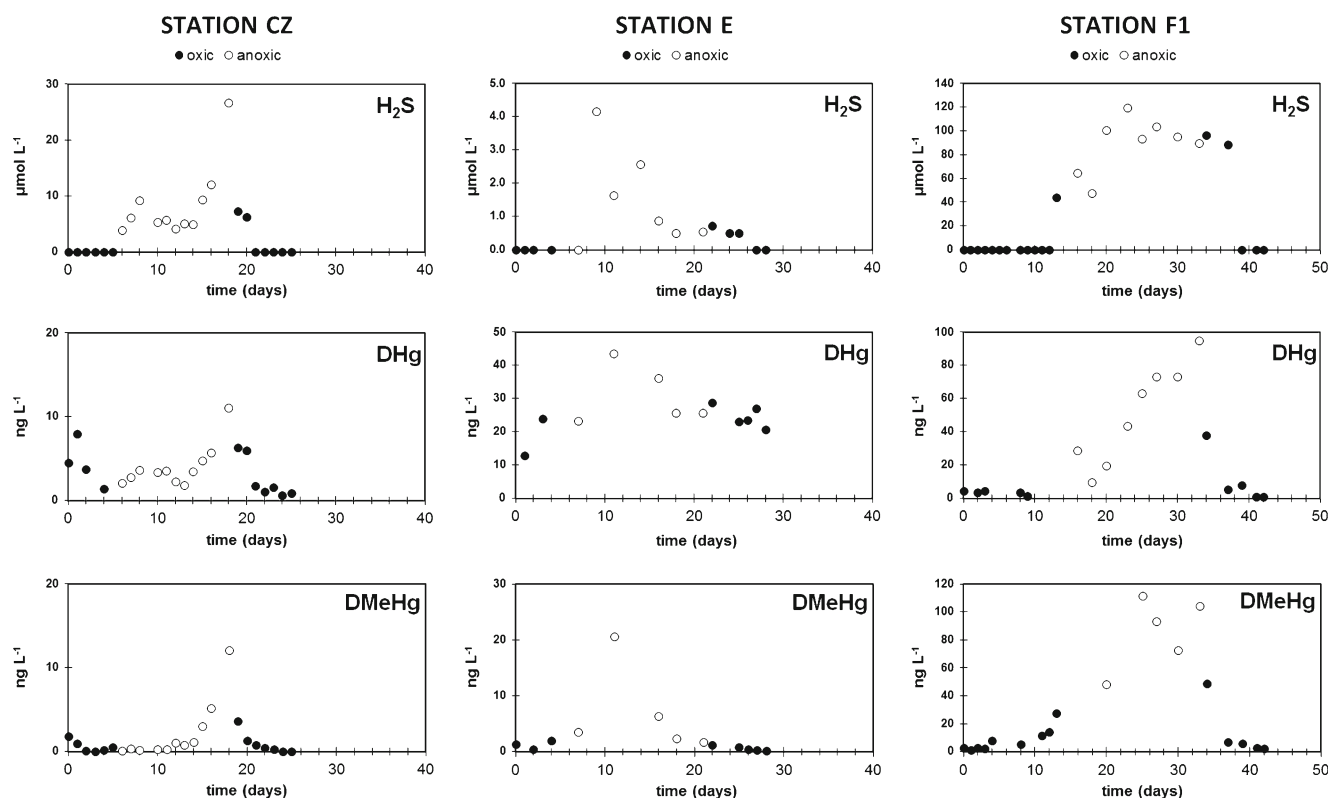 STATION CZ
● oxic ○ anoxic
STATION E
● oxic ○ anoxic
STATION F1
● oxic ○ anoxic
H₂S
µmol L⁻¹
30
20
10
0
0 10 20 30 40
time (days)
H₂S
µmol L⁻¹
5.0
4.0
3.0
2.0
1.0
0.0
0 10 20 30 40
time (days)
H₂S
µmol L⁻¹
140
120
100
80
60
40
20
0
0 10 20 30 40 50
time (days)
DHg
ng L⁻¹
20
10
0
0 10 20 30 40
time (days)
DHg
ng L⁻¹
50
40
30
20
10
0
0 10 20 30 40
time (days)
DHg
ng L⁻¹
100
80
60
40
20
0
0 10 20 30 40 50
time (days)
DMeHg
ng L⁻¹
20
10
0
0 10 20 30 40
time (days)
DMeHg
ng L⁻¹
30
20
10
0
0 10 20 30 40
time (days)
DMeHg
ng L⁻¹
120
100
80
60
40
20
0
0 10 20 30 40 50
time (days)